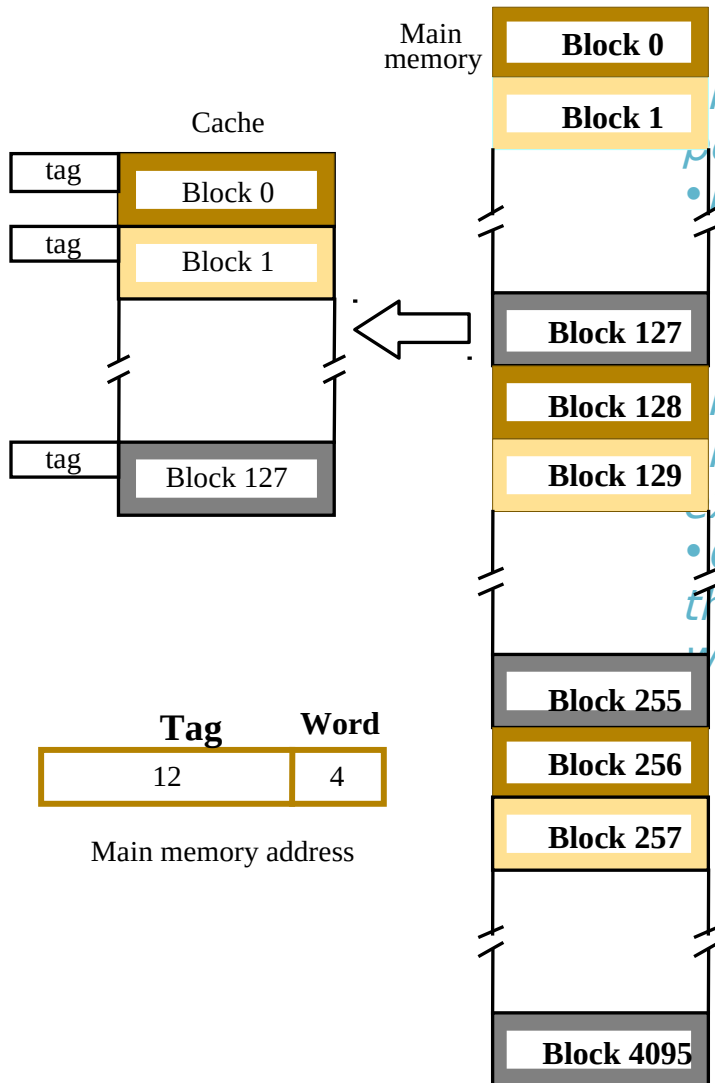 Main
memory
Block 0
Block 1
Cache
tag
Block 0
tag
Block 1
Block 127
Block 128
tag
Block 127
Block 129
Block 255
Tag
Word
Block 256
12
4
Block 257
Main memory address
Block 4095